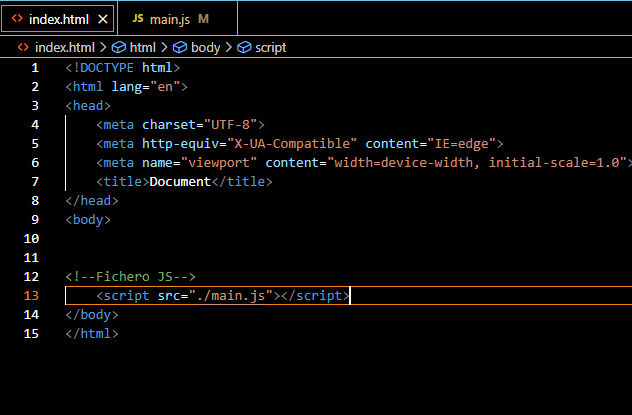 <> index.html × JS main.js M
<> index.html > html > body > script
1 <!DOCTYPE html>
2 <html lang="en">
3 <head>
4 <meta charset="UTF-8">
5 <meta http-equiv="X-UA-Compatible" content="IE=edge">
6 <meta name="viewport" content="width=device-width, initial-scale=1.0">
7 <title>Document</title>
8 </head>
9 <body>
10
11
12 <!--Fichero JS-->
13 <script src="./main.js"></script>
14 </body>
15 </html>